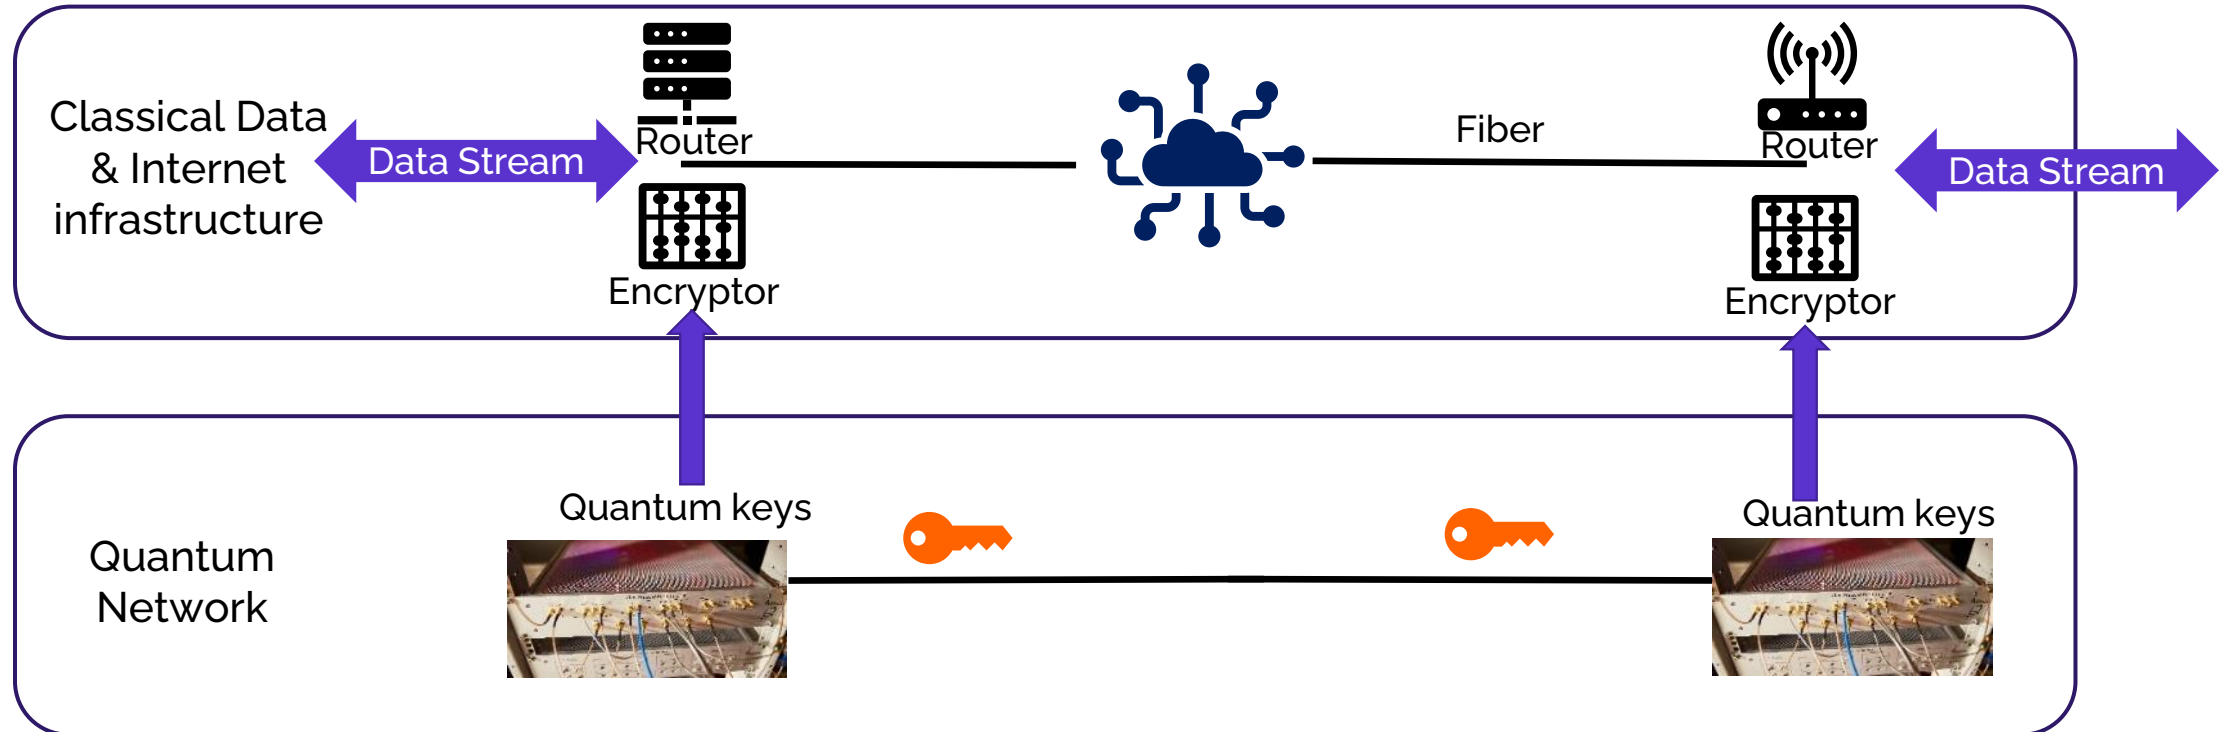 Classical Data
& Internet
infrastructure
Data Stream
Router
Encryptor
Fiber
Router
Data Stream
Encryptor
Quantum
Network
Quantum keys
Quantum keys